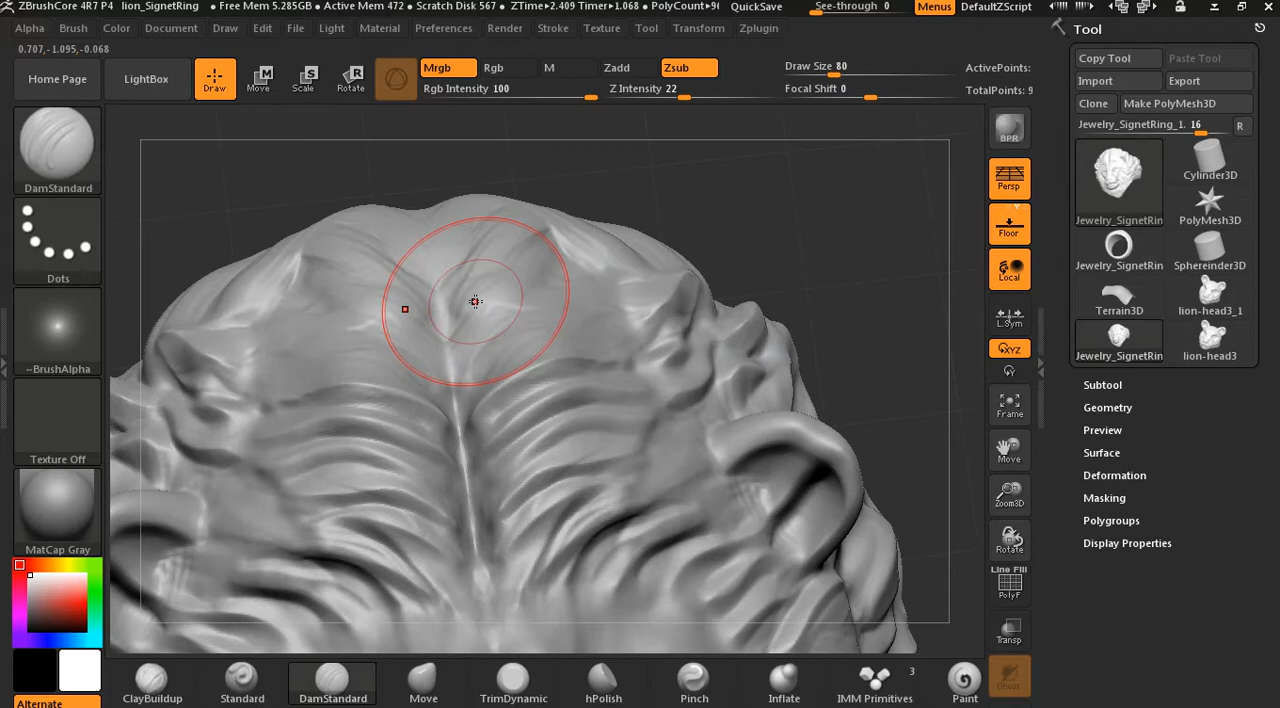 ZBrushCore 4R7 P4 lion_SignetRing • Free Mem 5.285GB • Active Mem 472 • Scratch Disk 567 • ZTime▸2.409 Timer▸1.068 • PolyCount▸9 QuickSave See-through 0 Menus DefaultZScript
Alpha Brush Color Document Draw Edit File Layer Light Material Preferences Render Stroke Texture Tool Transform Zplugin
0.707,-1.095,-0.068
Home Page LightBox Draw Move Scale Rotate
M S R
Mrgb Rgb M Zadd Zsub
Rgb Intensity 100 Z Intensity 22
Draw Size 80
Focal Shift 0
ActivePoints:
TotalPoints: 9
DamStandard
Dots
~BrushAlpha
Texture Off
MatCap Gray
Alternate
BPR
Persp
Floor
Local
L.Sym
XYZ
Y
Frame
Move
Zoom3D
Rotate
Line Fill
PolyF
Transp
Ghost
Tool
Copy Tool Paste Tool
Import Export
Clone Make PolyMesh3D
Jewelry_SignetRing_1. 16 R
Jewelry_SignetRin Cylinder3D
PolyMesh3D
Jewelry_SignetRin Sphereinder3D
Terrain3D lion-head3_1
Jewelry_SignetRin lion-head3
Subtool
Geometry
Preview
Surface
Deformation
Masking
Polygroups
Display Properties
ClayBuildup Standard DamStandard Move TrimDynamic hPolish Pinch Inflate IMM Primitives 3 Paint